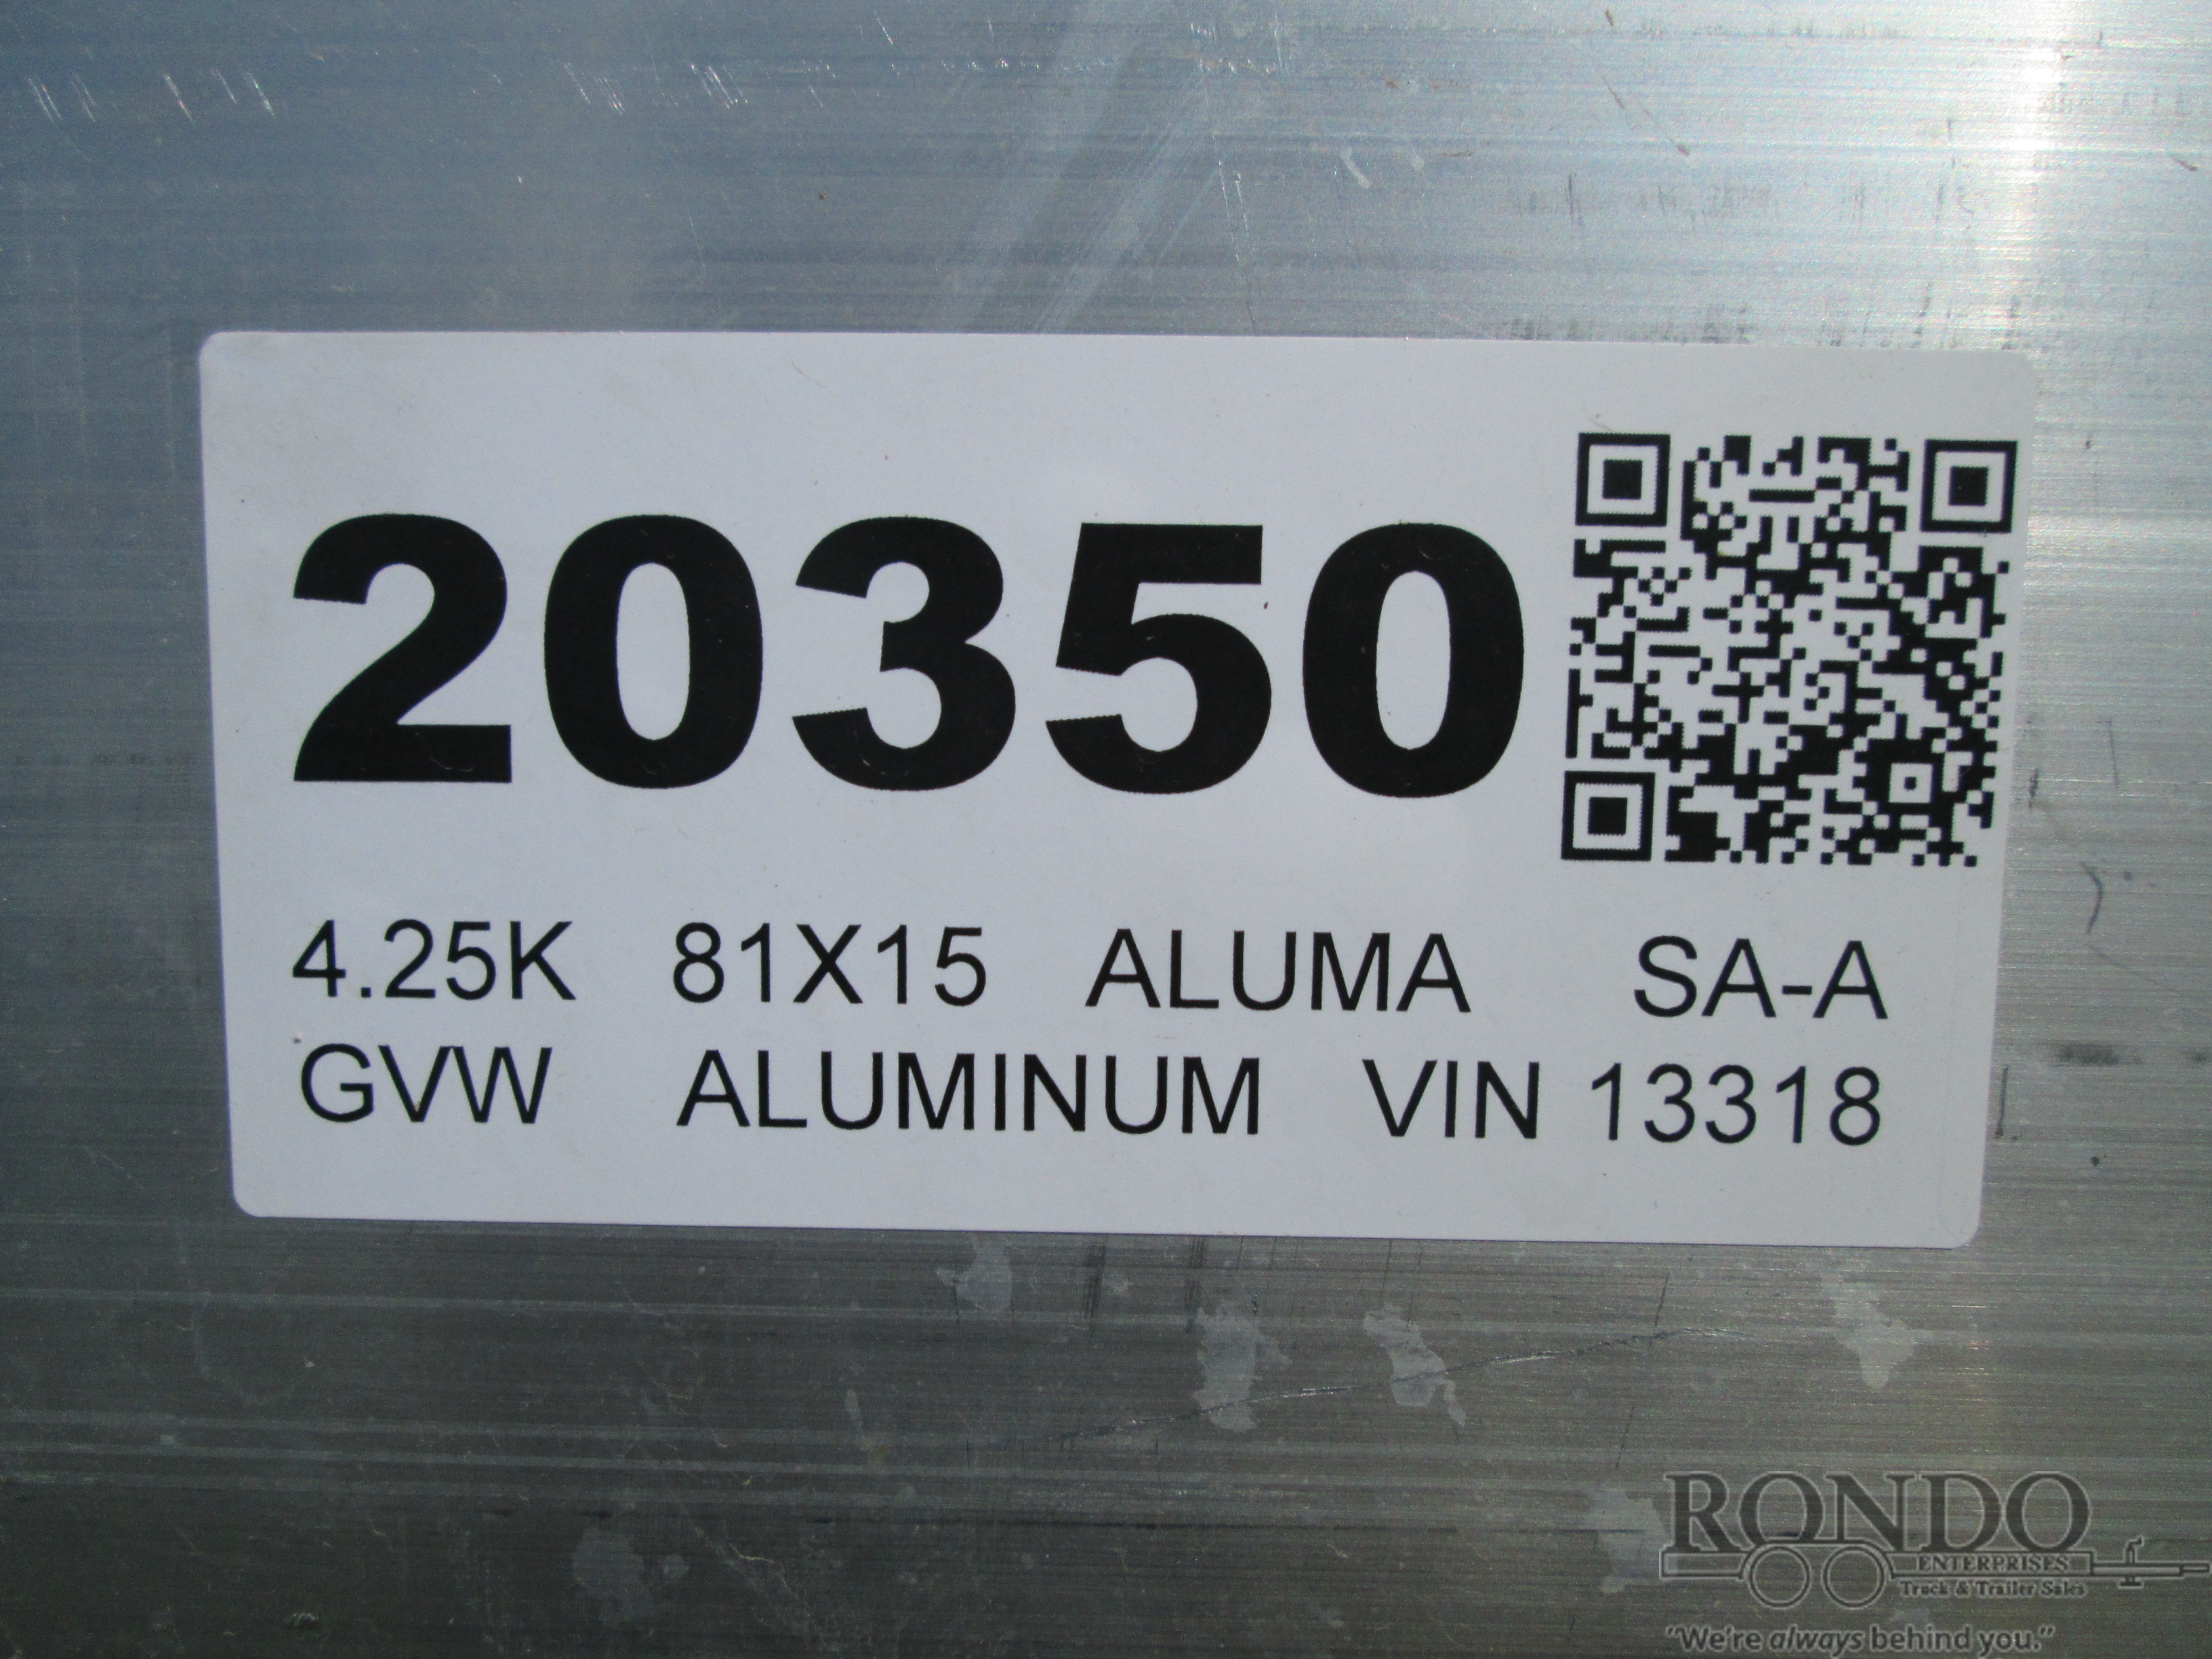 20350
4.25K 81X15 ALUMA SA-A
GVW ALUMINUM VIN 13318
RONDO
ENTERPRISES
Truck & Trailer Sales
"We're always behind you."